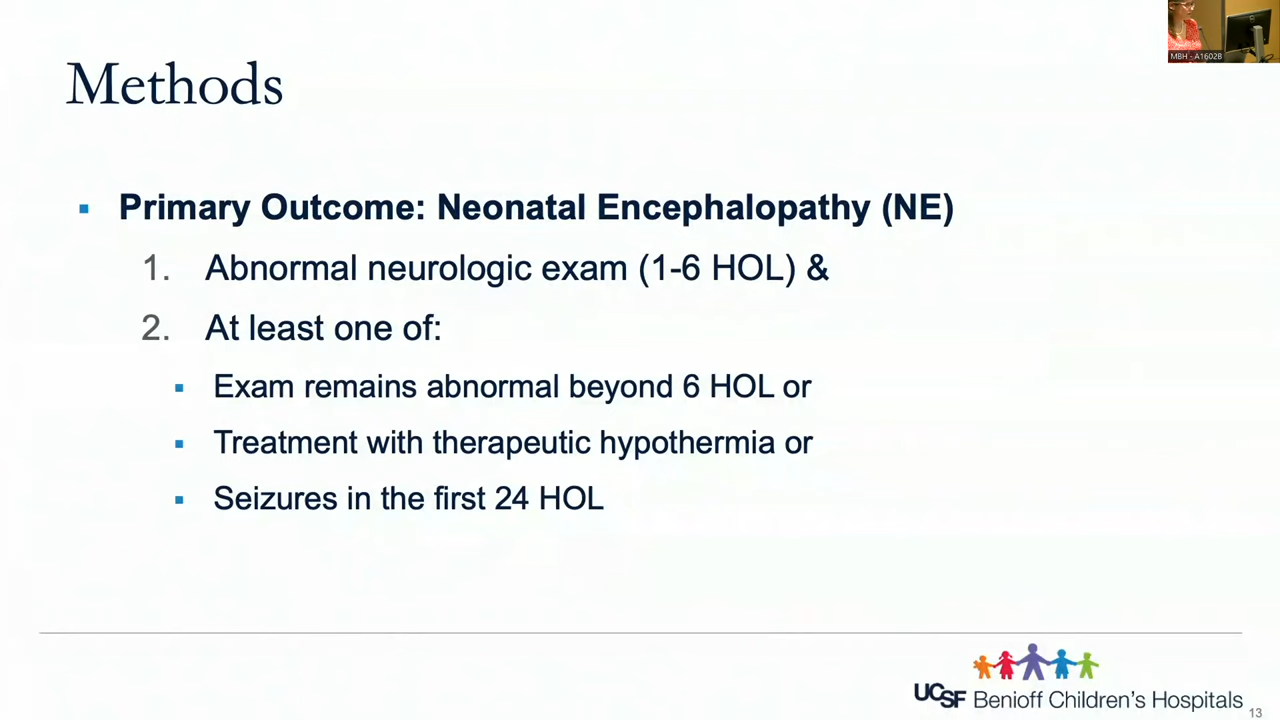 MBH - A1602B
Methods
▪ Primary Outcome: Neonatal Encephalopathy (NE)
1. Abnormal neurologic exam (1-6 HOL) &
2. At least one of:
▪ Exam remains abnormal beyond 6 HOL or
▪ Treatment with therapeutic hypothermia or
▪ Seizures in the first 24 HOL
UCSF Benioff Children's Hospitals
13